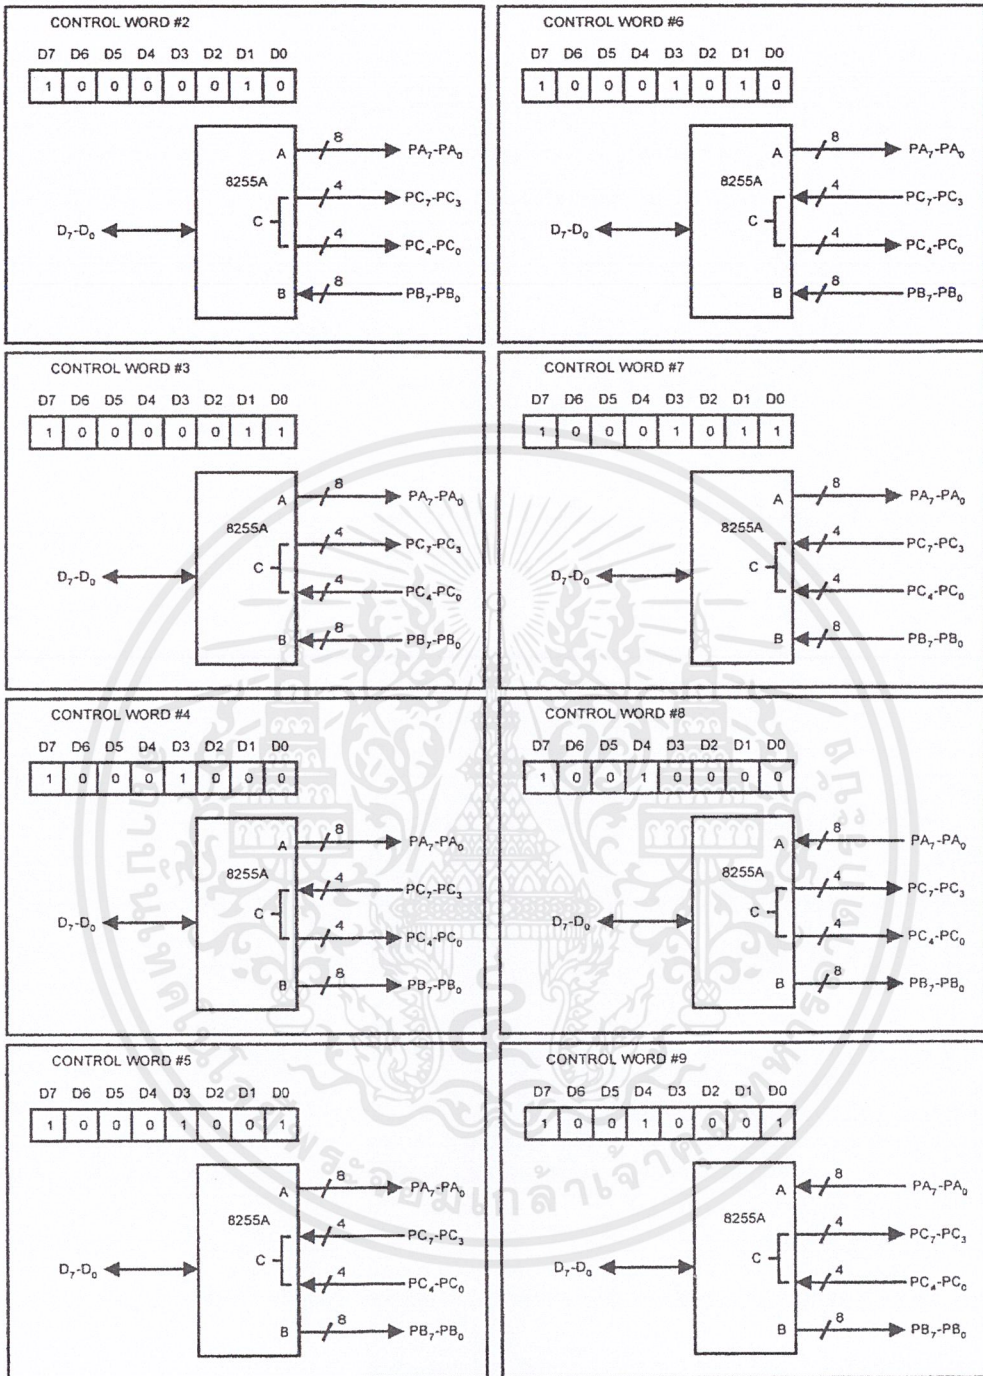 CONTROL WORD #2
D7 D6 D5 D4 D3 D2 D1 D0
1 0 0 0 0 0 1 0
A 8 PA₇-PA₀
8255A 4 PC₇-PC₃
D₇-D₀ C
4 PC₄-PC₀
B 8 PB₇-PB₀
CONTROL WORD #6
D7 D6 D5 D4 D3 D2 D1 D0
1 0 0 0 1 0 1 0
A 8 PA₇-PA₀
8255A 4 PC₇-PC₃
D₇-D₀ C
4 PC₄-PC₀
B 8 PB₇-PB₀
CONTROL WORD #3
D7 D6 D5 D4 D3 D2 D1 D0
1 0 0 0 0 0 1 1
A 8 PA₇-PA₀
8255A 4 PC₇-PC₃
D₇-D₀ C
4 PC₄-PC₀
B 8 PB₇-PB₀
CONTROL WORD #7
D7 D6 D5 D4 D3 D2 D1 D0
1 0 0 0 1 0 1 1
A 8 PA₇-PA₀
8255A 4 PC₇-PC₃
D₇-D₀ C
4 PC₄-PC₀
B 8 PB₇-PB₀
CONTROL WORD #4
D7 D6 D5 D4 D3 D2 D1 D0
1 0 0 0 1 0 0 0
A 8 PA₇-PA₀
8255A 4 PC₇-PC₃
D₇-D₀ C
4 PC₄-PC₀
B 8 PB₇-PB₀
CONTROL WORD #8
D7 D6 D5 D4 D3 D2 D1 D0
1 0 0 1 0 0 0 0
A 8 PA₇-PA₀
8255A 4 PC₇-PC₃
D₇-D₀ C
4 PC₄-PC₀
B 8 PB₇-PB₀
CONTROL WORD #5
D7 D6 D5 D4 D3 D2 D1 D0
1 0 0 0 1 0 0 1
A 8 PA₇-PA₀
8255A 4 PC₇-PC₃
D₇-D₀ C
4 PC₄-PC₀
B 8 PB₇-PB₀
CONTROL WORD #9
D7 D6 D5 D4 D3 D2 D1 D0
1 0 0 1 0 0 0 1
A 8 PA₇-PA₀
8255A 4 PC₇-PC₃
D₇-D₀ C
4 PC₄-PC₀
B 8 PB₇-PB₀